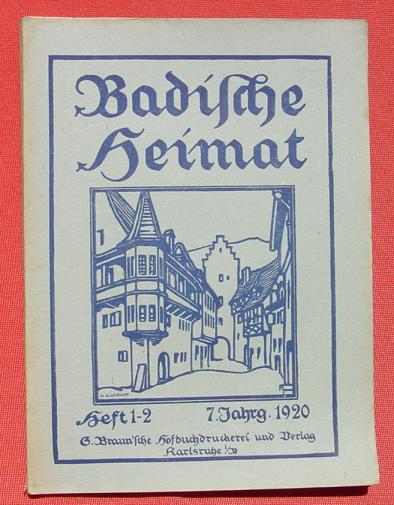 Badische
Heimat
Heft 1-2 7. Jahrg. 1920
G. Braun'sche Hofbuchdruckerei und Verlag
Karlsruhe i/B